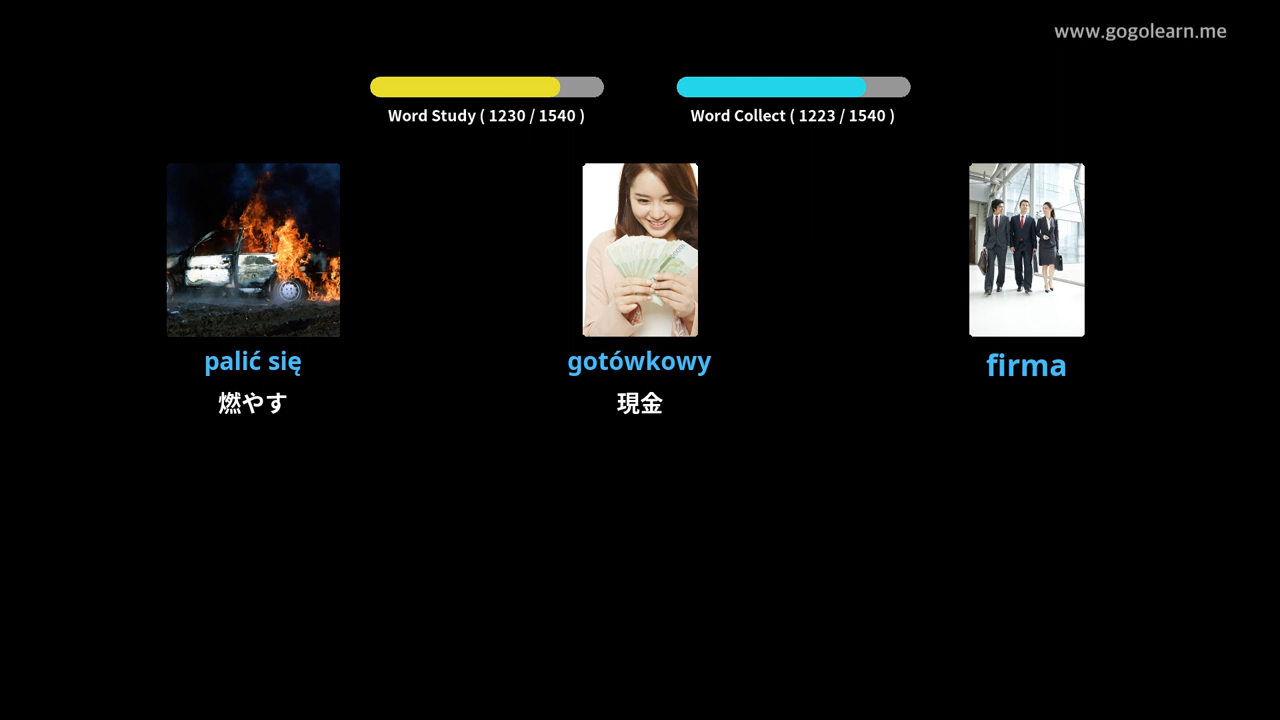 www.gogolearn.me
Word Study ( 1230 / 1540 )
Word Collect ( 1223 / 1540 )
palić się
燃やす
gotówkowy
現金
firma